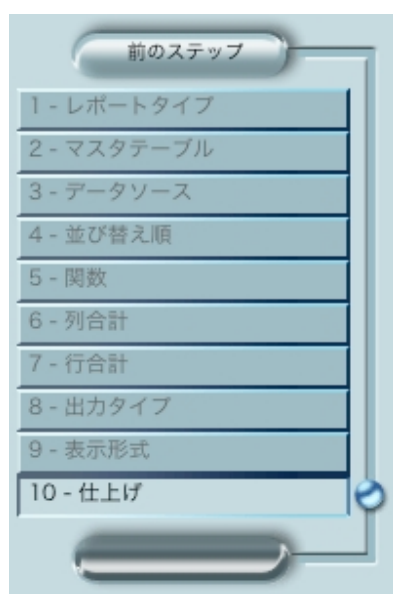 前のステップ
1 - レポートタイプ
2 - マスタテーブル
3 - データソース
4 - 並び替え順
5 - 関数
6 - 列合計
7 - 行合計
8 - 出力タイプ
9 - 表示形式
10 - 仕上げ